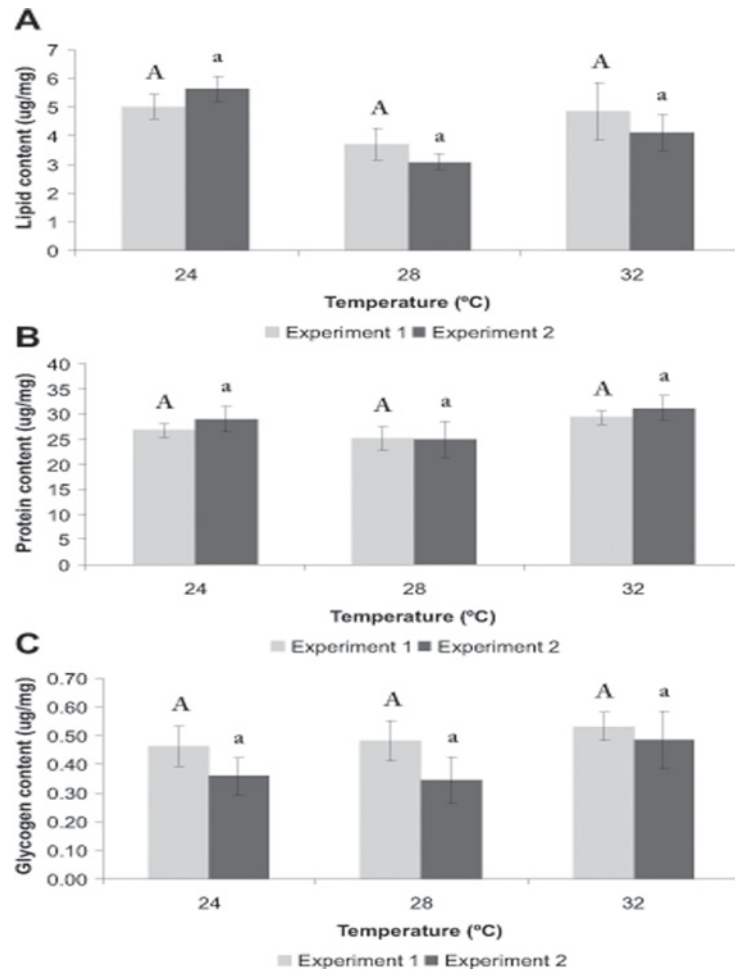 A
Lipid content (ug/mg)
7
6
5
4
3
2
1
0
A a A a A a
24 28 32
Temperature (ºC)
Experiment 1 Experiment 2
B
Protein content (ug/mg)
40
35
30
25
20
15
10
5
0
A a A a A a
24 28 32
Temperature (ºC)
Experiment 1 Experiment 2
C
Glycogen content (ug/mg)
0.70
0.60
0.50
0.40
0.30
0.20
0.10
0.00
A a A a A a
24 28 32
Temperature (ºC)
Experiment 1 Experiment 2